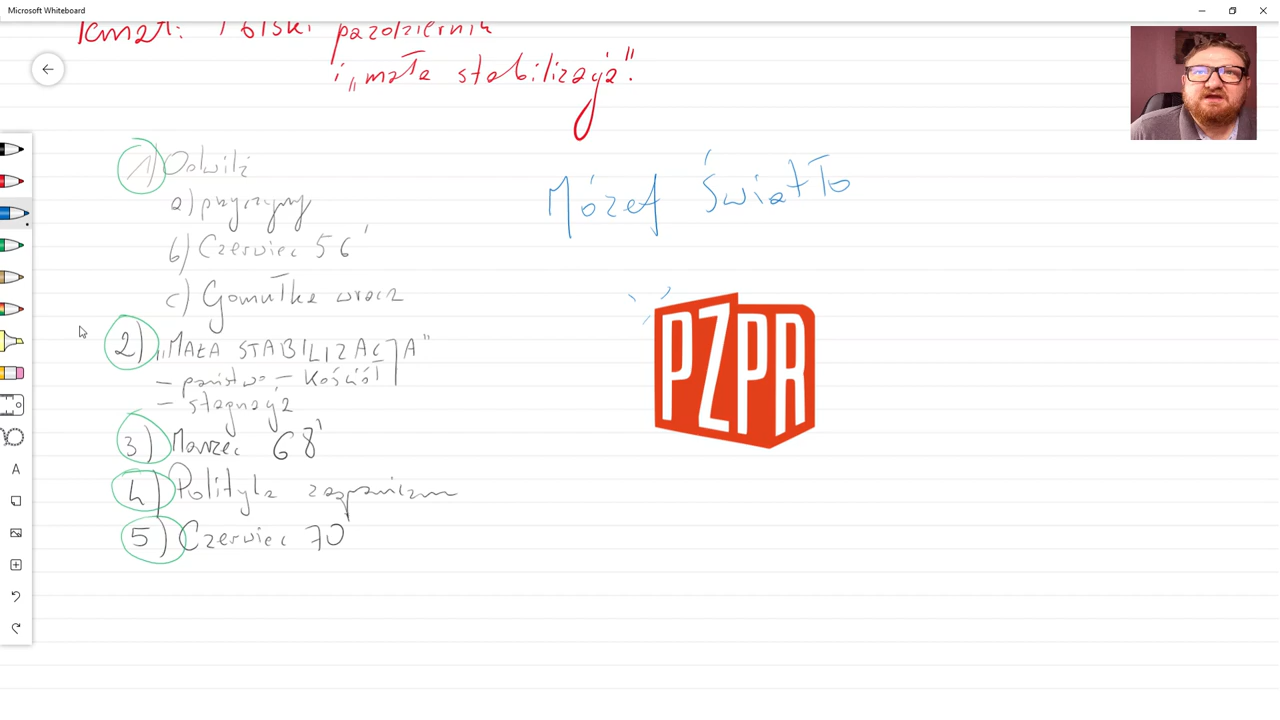 Microsoft Whiteboard
Temat: Polski październik
i „mała stabilizacja”.
1) Odwilż
a) przyczyny
b) Czerwiec 56'
c) Gomułka wraca
2) „MAŁA STABILIZACJA”
- państwo - Kościół
- stagnacja
3) Marzec 68'
4) Polityka zagraniczna
5) Czerwiec 70
Mózef Światło
PZPR
A